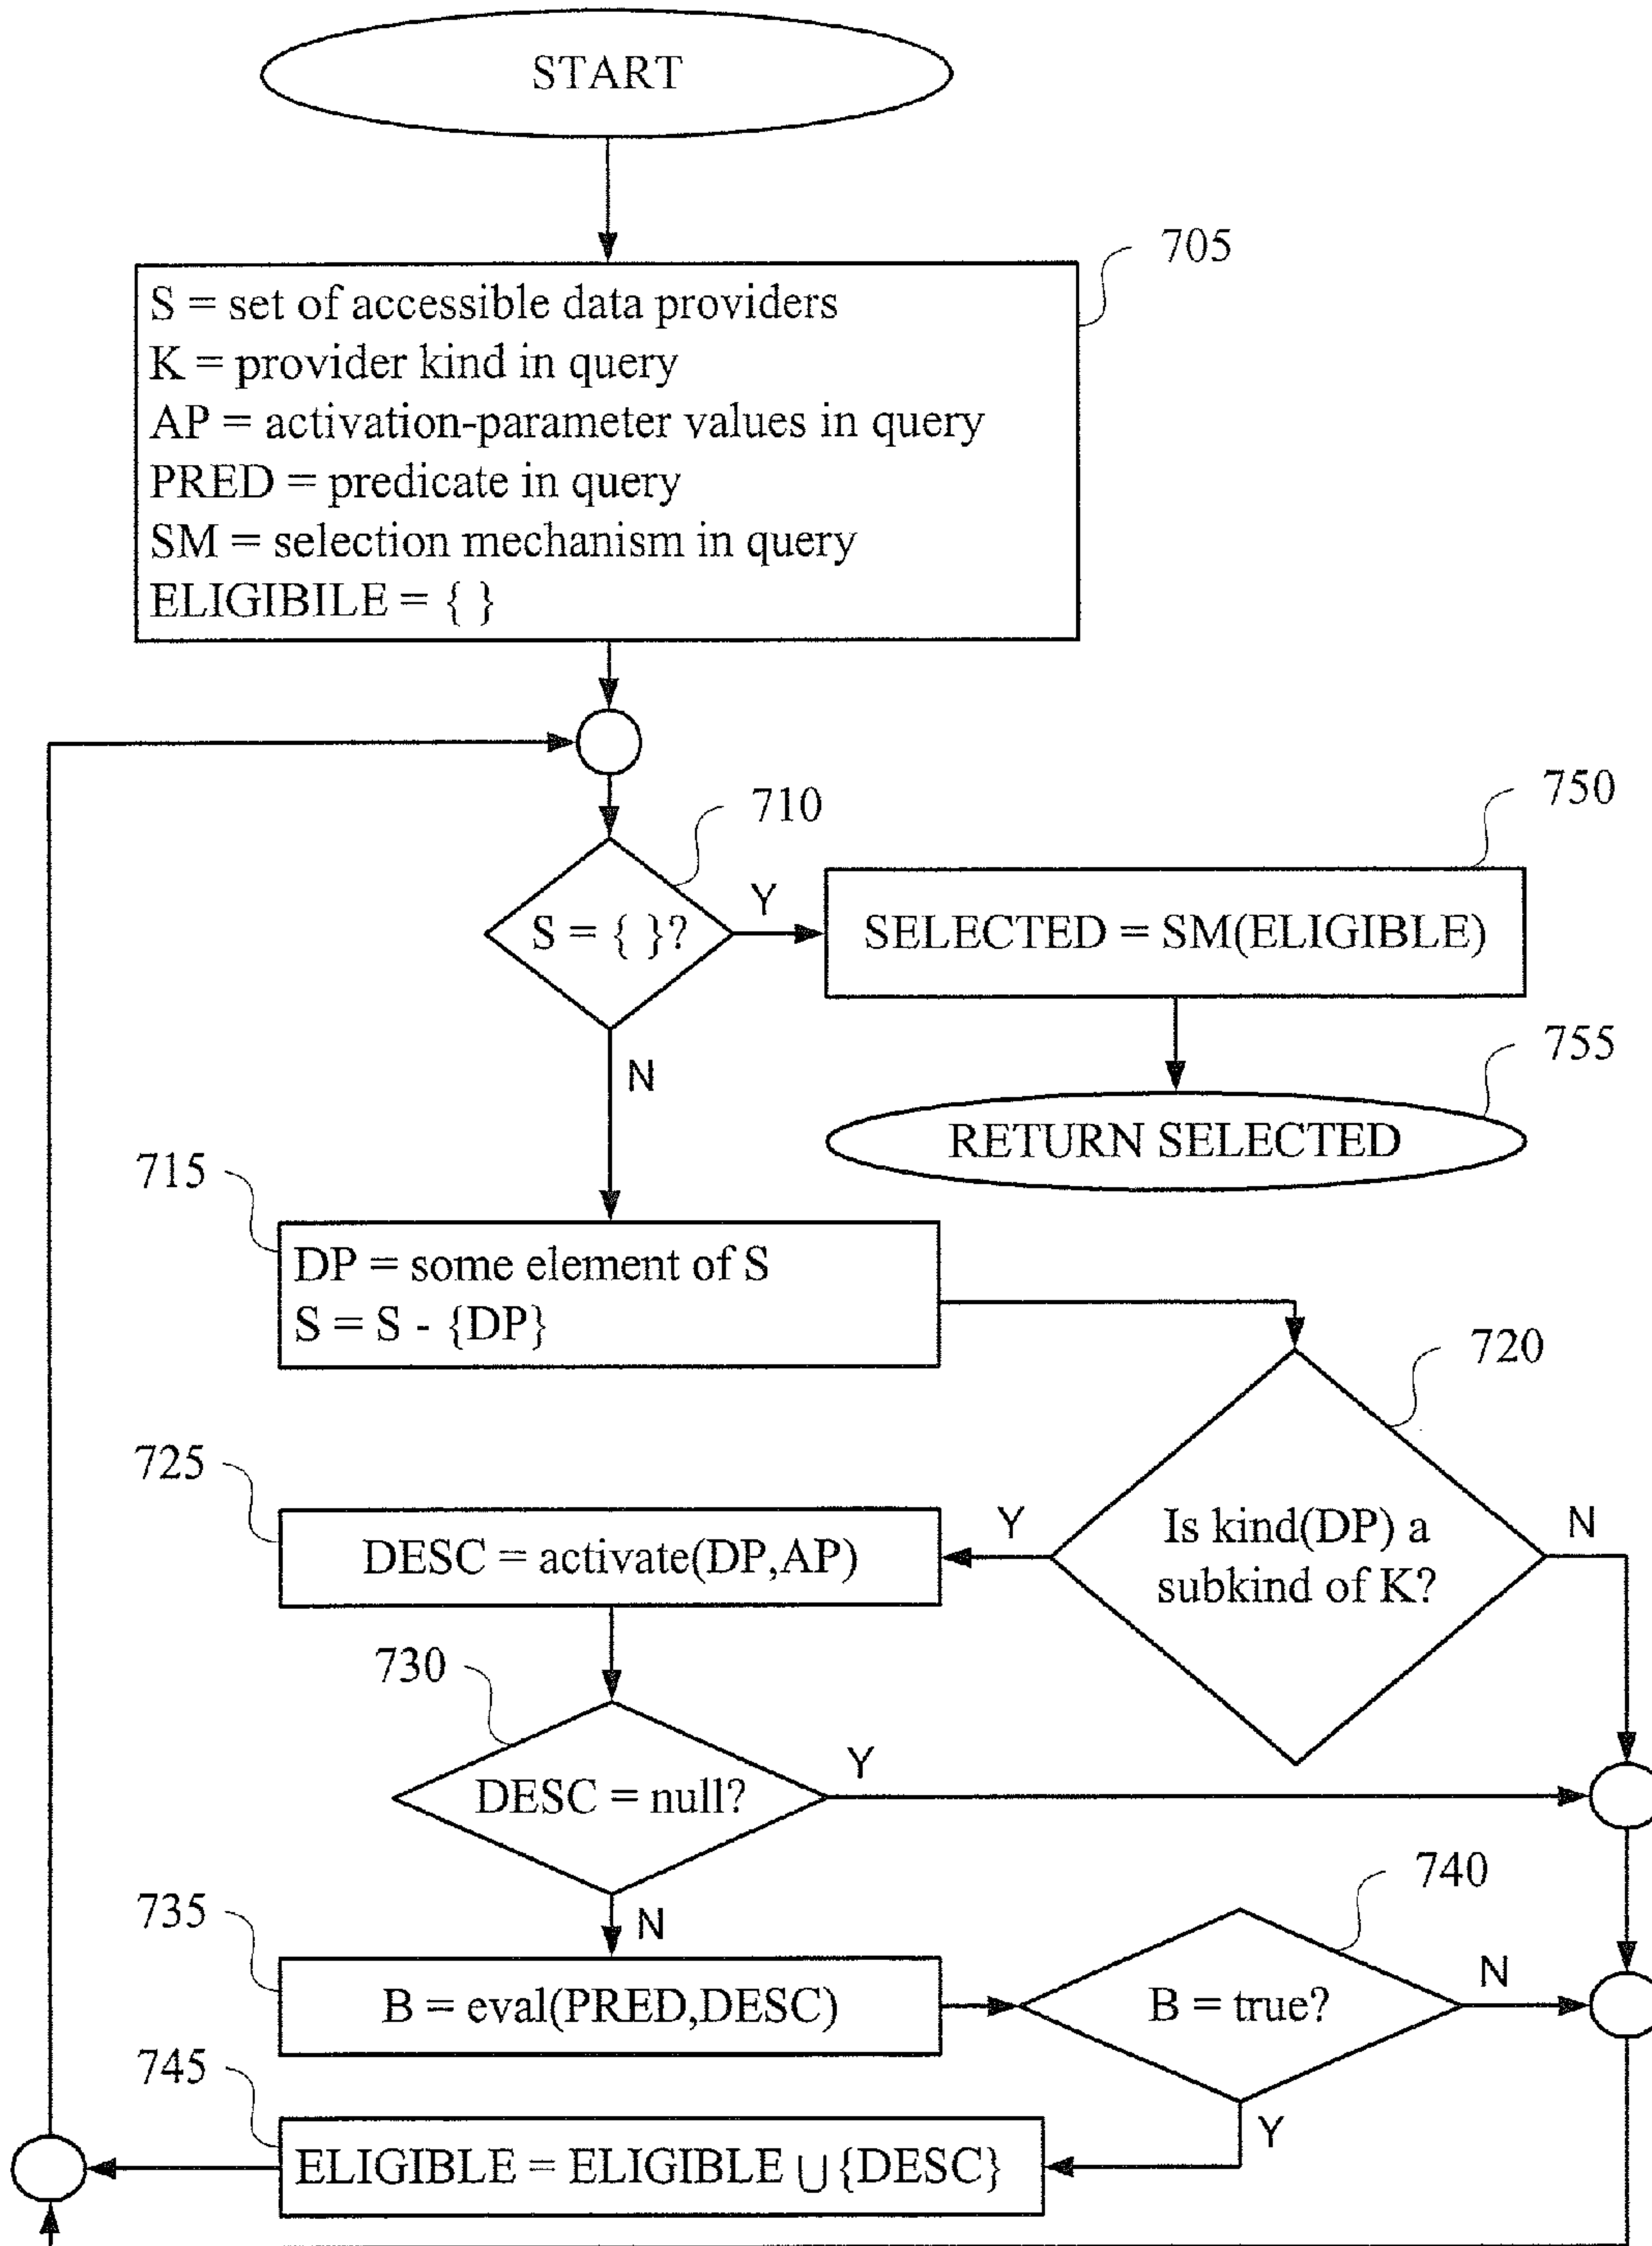 START
705
S = set of accessible data providers
K = provider kind in query
AP = activation-parameter values in query
PRED = predicate in query
SM = selection mechanism in query
ELIGIBILE = { }
710
750
S = { }?
Y
SELECTED = SM(ELIGIBLE)
N
755
RETURN SELECTED
715
DP = some element of S
S = S - {DP}
720
725
Is kind(DP) a
subkind of K?
Y
N
DESC = activate(DP,AP)
730
DESC = null?
Y
N
735
740
B = eval(PRED,DESC)
B = true?
N
Y
745
ELIGIBLE = ELIGIBLE ∪ {DESC}